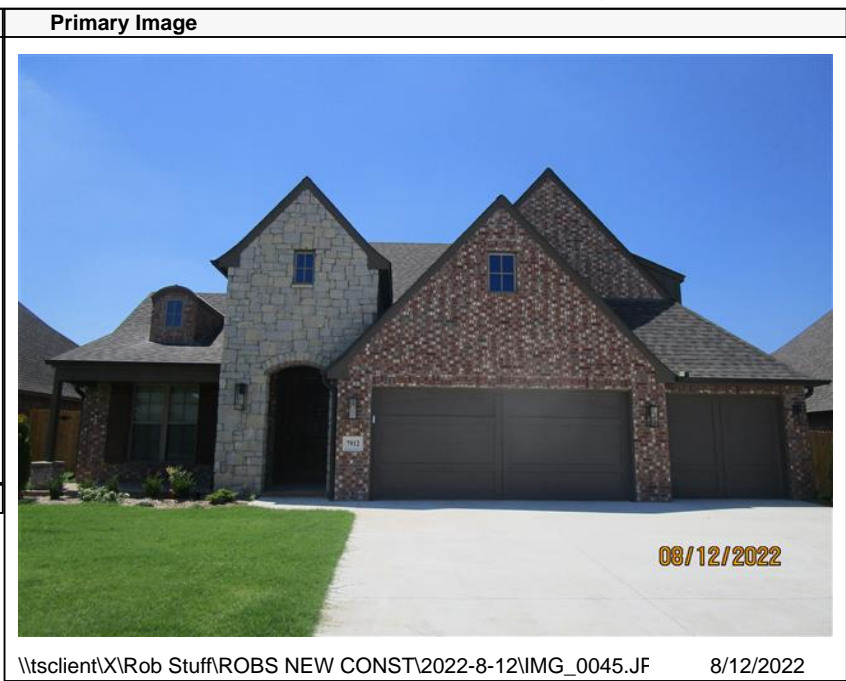 Primary Image
7912
08/12/2022
\\tsclient\X\Rob Stuff\ROBS NEW CONST\2022-8-12\IMG_0045.JF 8/12/2022